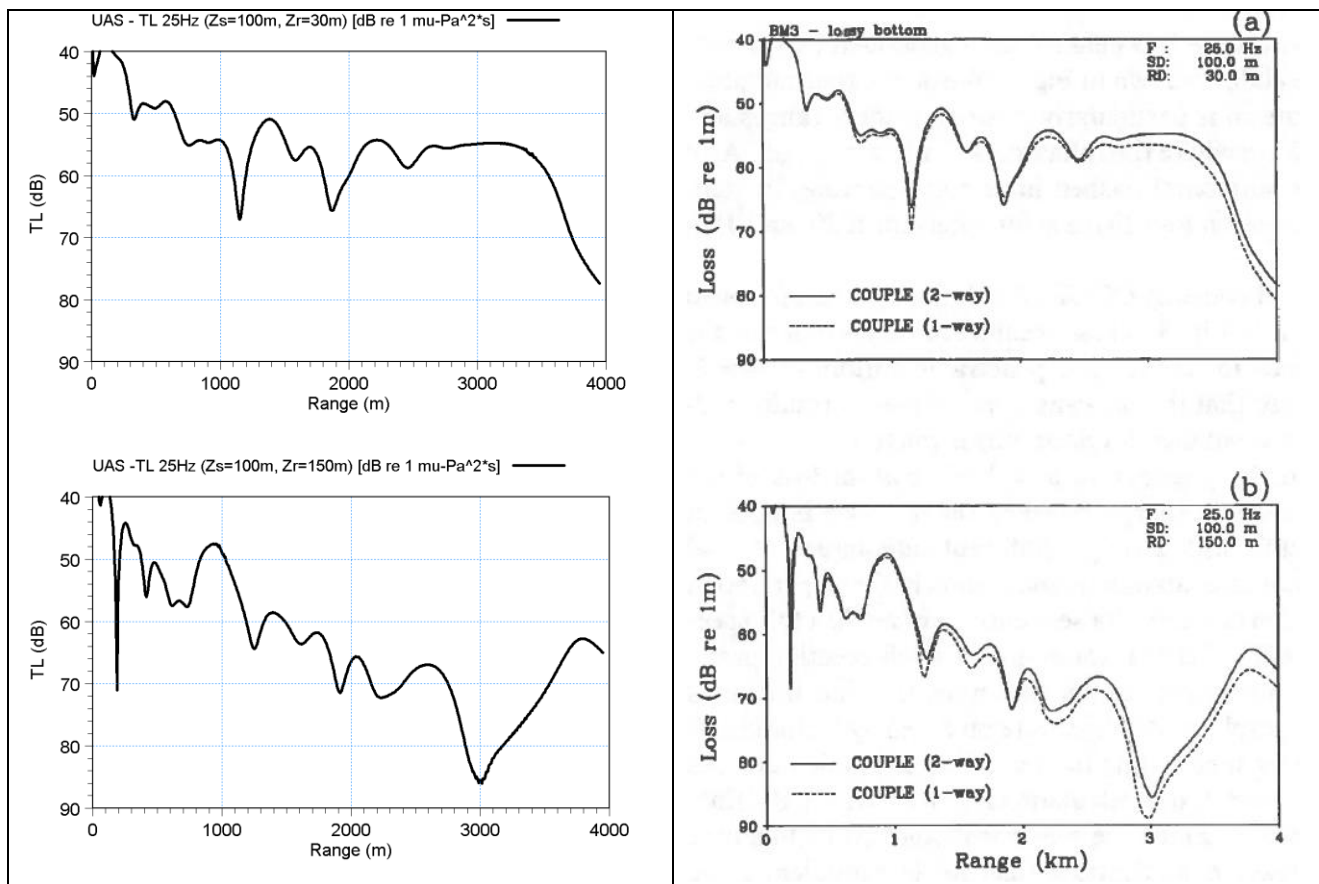 UAS - TL 25Hz (Zs=100m, Zr=30m) [dB re 1 mu-Pa^2*s]
40
50
60
70
80
90
TL (dB)
0 1000 2000 3000 4000
Range (m)
UAS -TL 25Hz (Zs=100m, Zr=150m) [dB re 1 mu-Pa^2*s]
40
50
60
70
80
90
TL (dB)
0 1000 2000 3000 4000
Range (m)
(a)
BM3 - lossy bottom
F : 25.0 Hz
SD: 100.0 m
RD: 30.0 m
40
50
60
70
80
90
Loss (dB re 1m)
COUPLE (2-way)
COUPLE (1-way)
(b)
F : 25.0 Hz
SD: 100.0 m
RD: 150.0 m
40
50
60
70
80
90
Loss (dB re 1m)
COUPLE (2-way)
COUPLE (1-way)
0 1 2 3 4
Range (km)